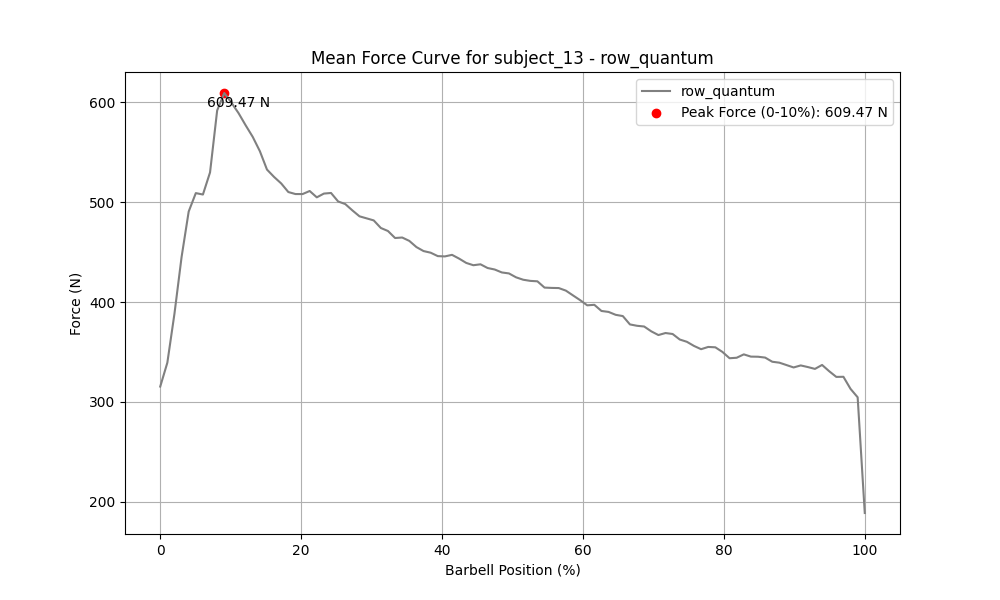 Mean Force Curve for subject_13 - row_quantum
row_quantum
Peak Force (0-10%): 609.47 N
609.47 N
600
500
400
300
200
Force (N)
0 20 40 60 80 100
Barbell Position (%)